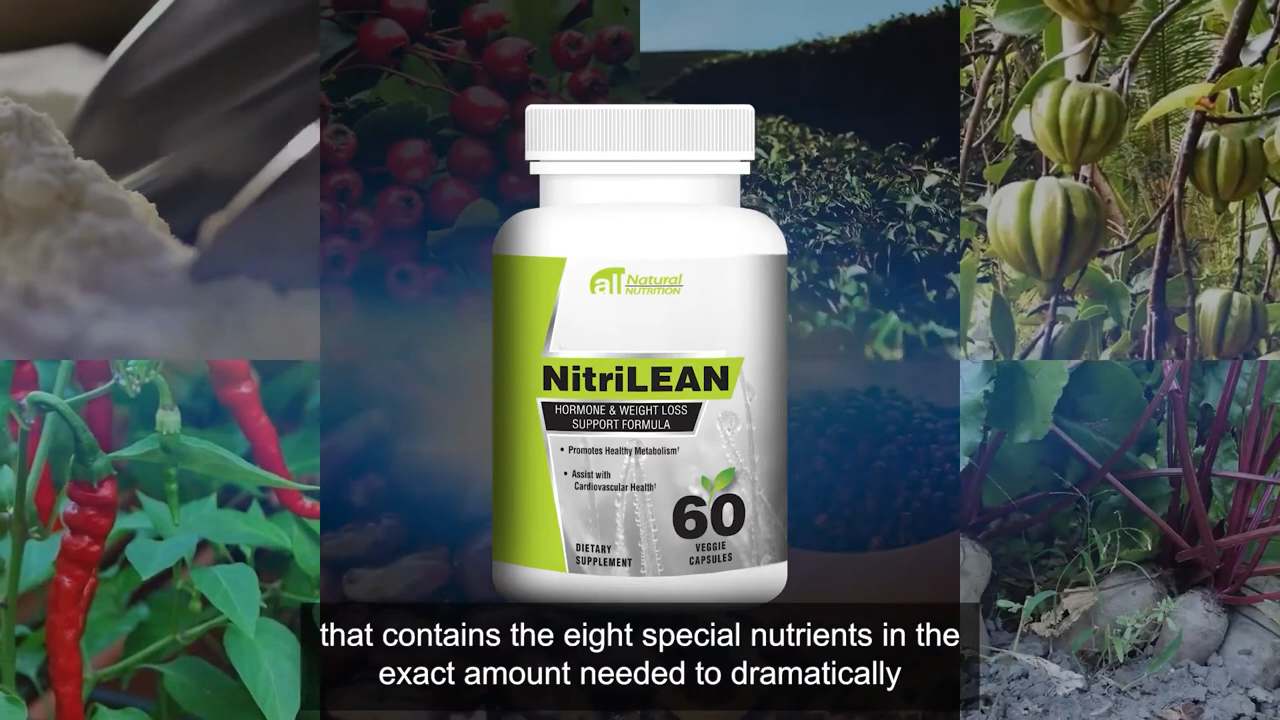 all Natural
NUTRITION
NitriLEAN
HORMONE & WEIGHT LOSS
SUPPORT FORMULA
• Promotes Healthy Metabolism†
• Assist with
Cardiovascular Health†
60
VEGGIE
CAPSULES
DIETARY
SUPPLEMENT
that contains the eight special nutrients in the
exact amount needed to dramatically